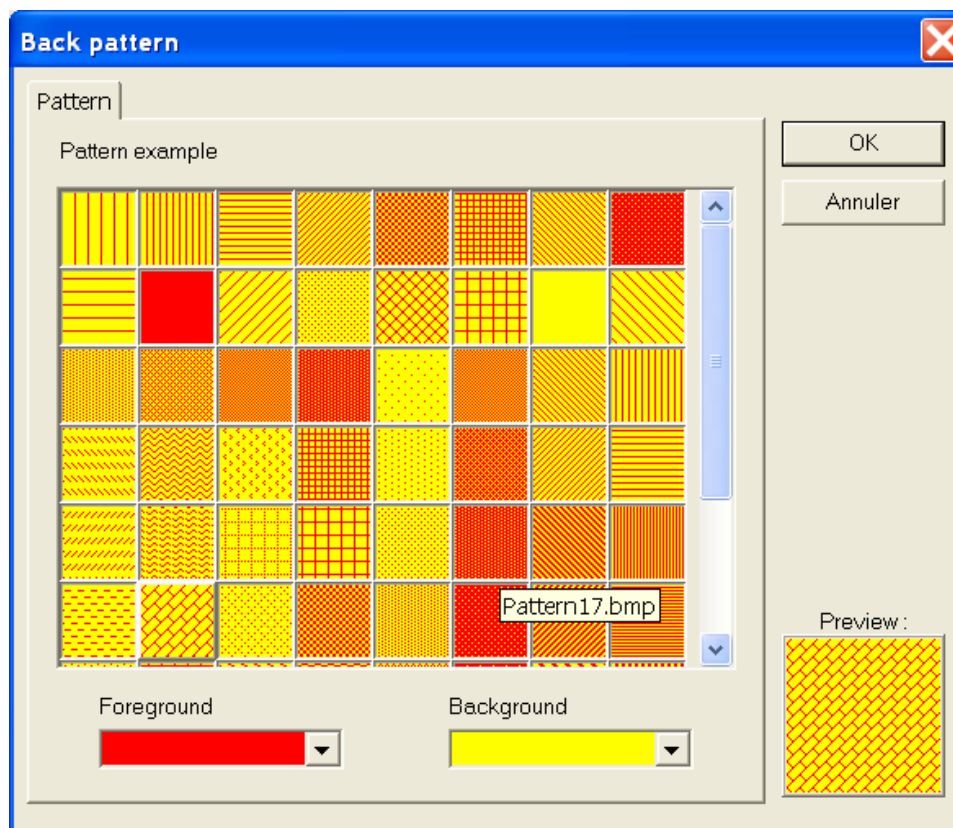 Back pattern
Pattern
Pattern example
OK
Annuler
Pattern17.bmp
Preview :
Foreground
Background